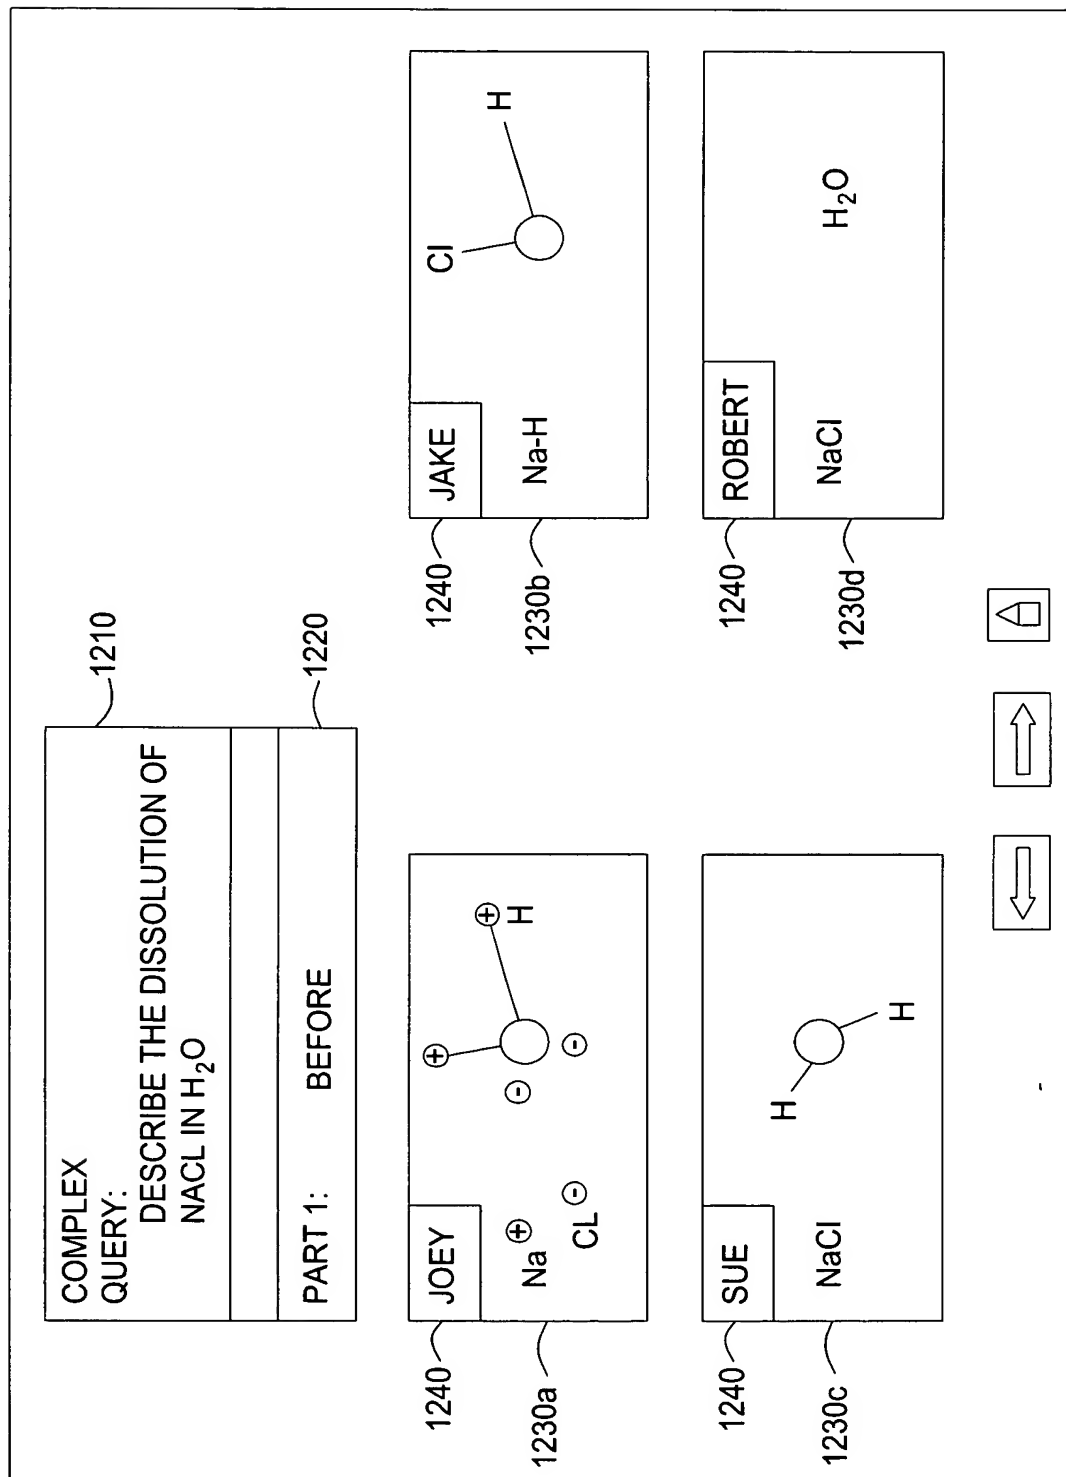 COMPLEX
QUERY:
DESCRIBE THE DISSOLUTION OF
NACL IN H₂O
1210
PART 1: BEFORE
1220
1240
JOEY
Na ⊕
CL ⊖
⊖
⊖
⊕
⊕ H
1230a
1240
JAKE
Na-H
Cl
H
1230b
1240
SUE
NaCl
H
H
1230c
1240
ROBERT
NaCl
H₂O
1230d